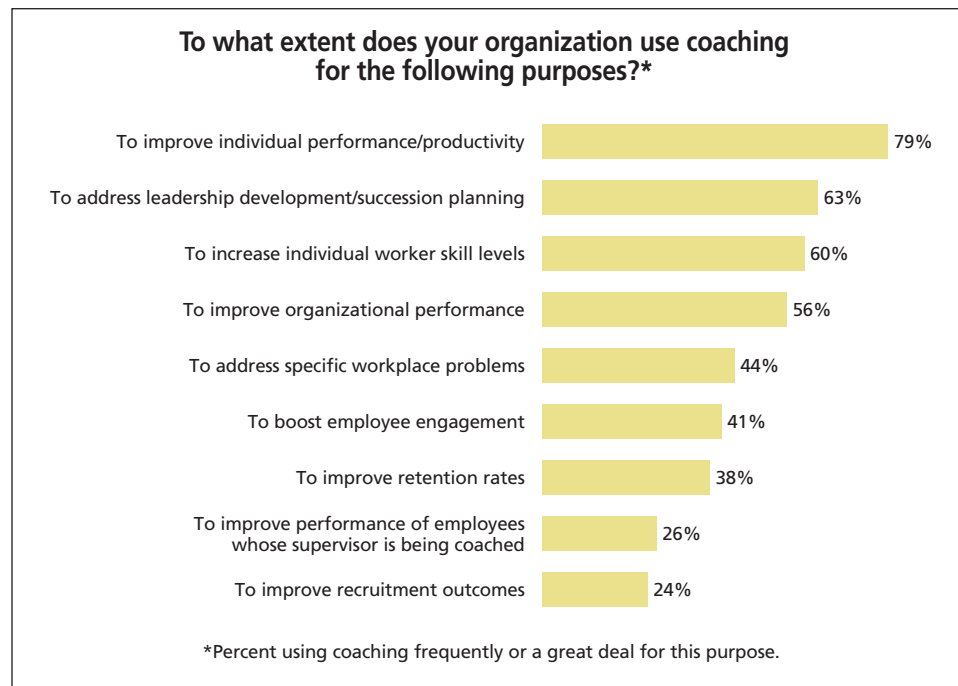 To what extent does your organization use coaching
for the following purposes?*
To improve individual performance/productivity 79%
To address leadership development/succession planning 63%
To increase individual worker skill levels 60%
To improve organizational performance 56%
To address specific workplace problems 44%
To boost employee engagement 41%
To improve retention rates 38%
To improve performance of employees
whose supervisor is being coached 26%
To improve recruitment outcomes 24%
*Percent using coaching frequently or a great deal for this purpose.